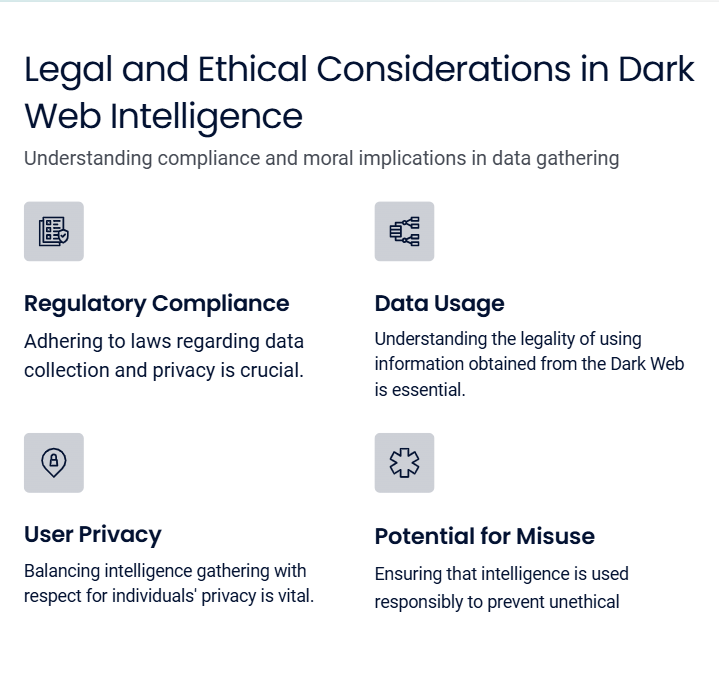 Legal and Ethical Considerations in Dark
Web Intelligence
Understanding compliance and moral implications in data gathering
Regulatory Compliance
Adhering to laws regarding data
collection and privacy is crucial.
Data Usage
Understanding the legality of using
information obtained from the Dark Web
is essential.
User Privacy
Balancing intelligence gathering with
respect for individuals' privacy is vital.
Potential for Misuse
Ensuring that intelligence is used
responsibly to prevent unethical